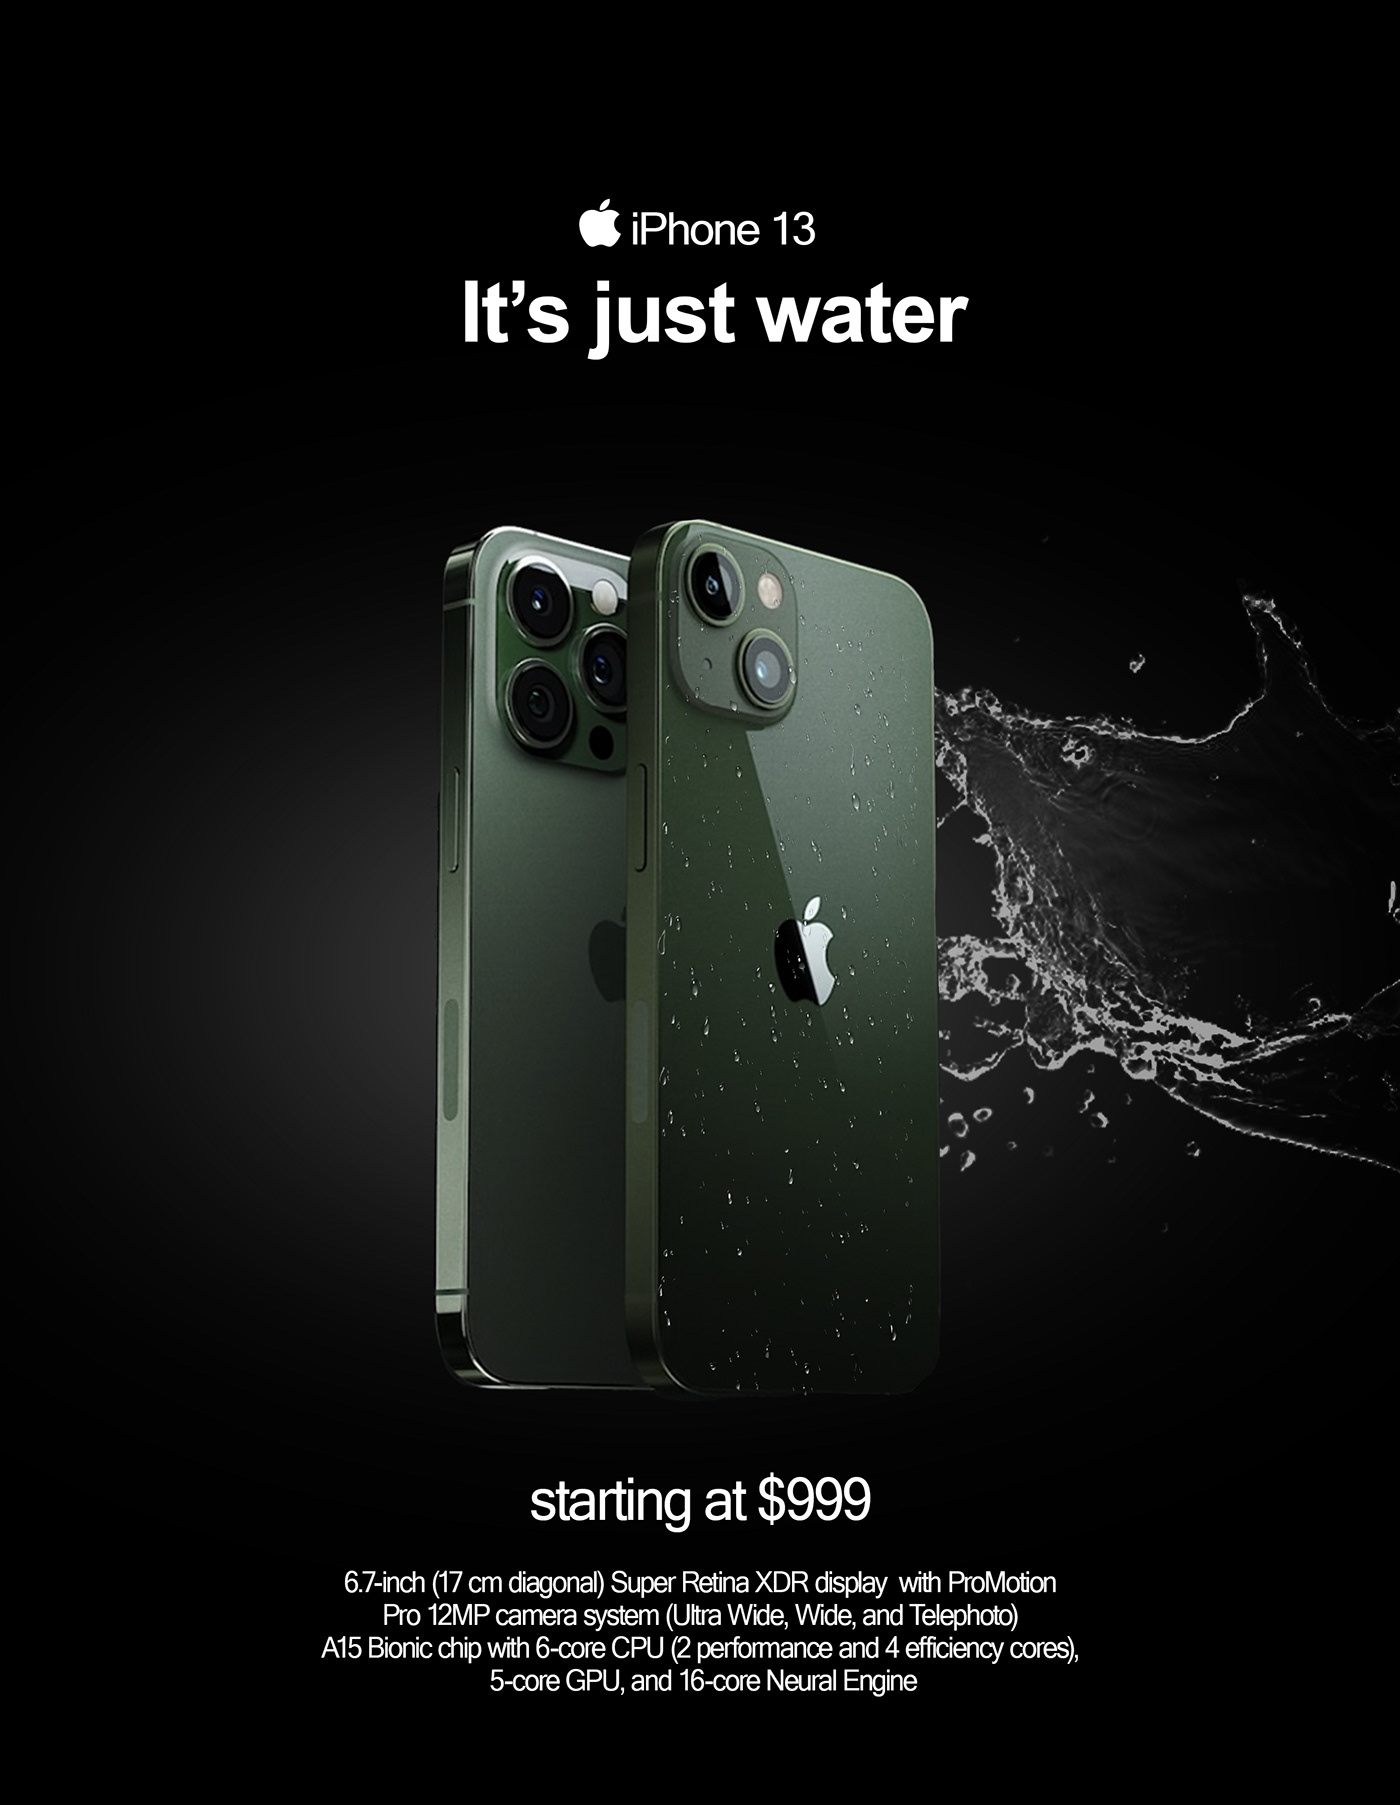 iPhone 13
It’s just water
starting at $999
6.7-inch (17 cm diagonal) Super Retina XDR display  with ProMotion
Pro 12MP camera system (Ultra Wide, Wide, and Telephoto)
A15 Bionic chip with 6-core CPU (2 performance and 4 efficiency cores),
5-core GPU, and 16-core Neural Engine